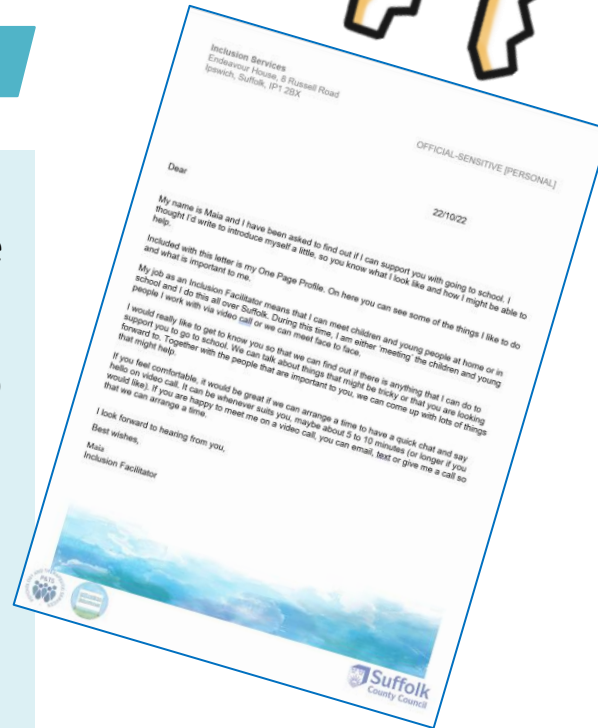 Inclusion Services
Endeavour House, 8 Russell Road
Ipswich, Suffolk, IP1 2BX
OFFICIAL-SENSITIVE [PERSONAL]
22/10/22
Dear
My name is Maia and I have been asked to find out if I can support you with going to school. I
thought I'd write to introduce myself a little, so you know what I look like and how I might be able to
help.
Included with this letter is my One Page Profile. On here you can see some of the things I like to do
and what is important to me.
My job as an Inclusion Facilitator means that I can meet children and young people at home or in
school and I do this all over Suffolk. During this time, I am either 'meeting' the children and young
people I work with via video call or we can meet face to face.
I would really like to get to know you so that we can find out if there is anything that I can do to
support you to go to school. We can talk about things that might be tricky or that you are looking
forward to. Together with the people that are important to you, we can come up with lots of things
that might help.
If you feel comfortable, it would be great if we can arrange a time to have a quick chat and say
hello on video call. It can be whenever suits you, maybe about 5 to 10 minutes (or longer if you
would like). If you are happy to meet me on a video call, you can email, text or give me a call so
that we can arrange a time.
I look forward to hearing from you,
Best wishes,
Maia
Inclusion Facilitator
Suffolk
County Council